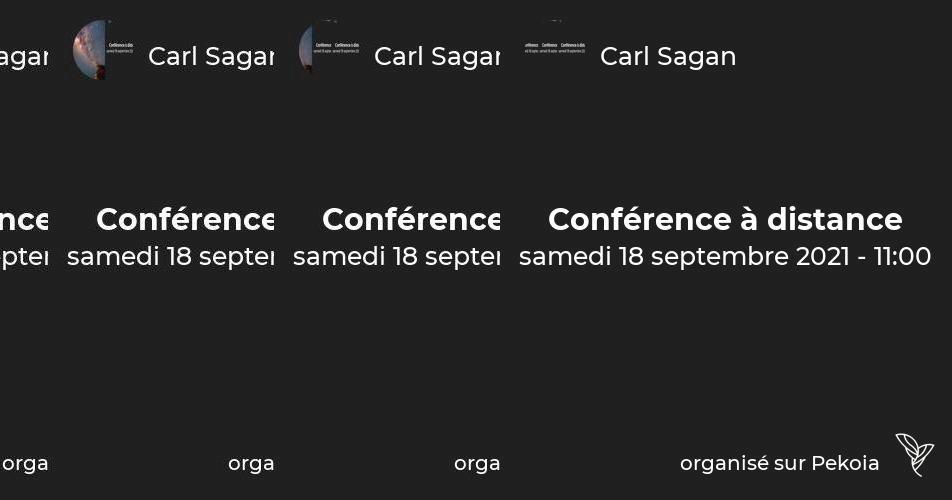 agar Carl Sagar Carl Sagar Carl Sagan
nce Conférence Conférence Conférence à distance
pter samedi 18 septer samedi 18 septer samedi 18 septembre 2021 - 11:00
orga orga orga organisé sur Pekoia